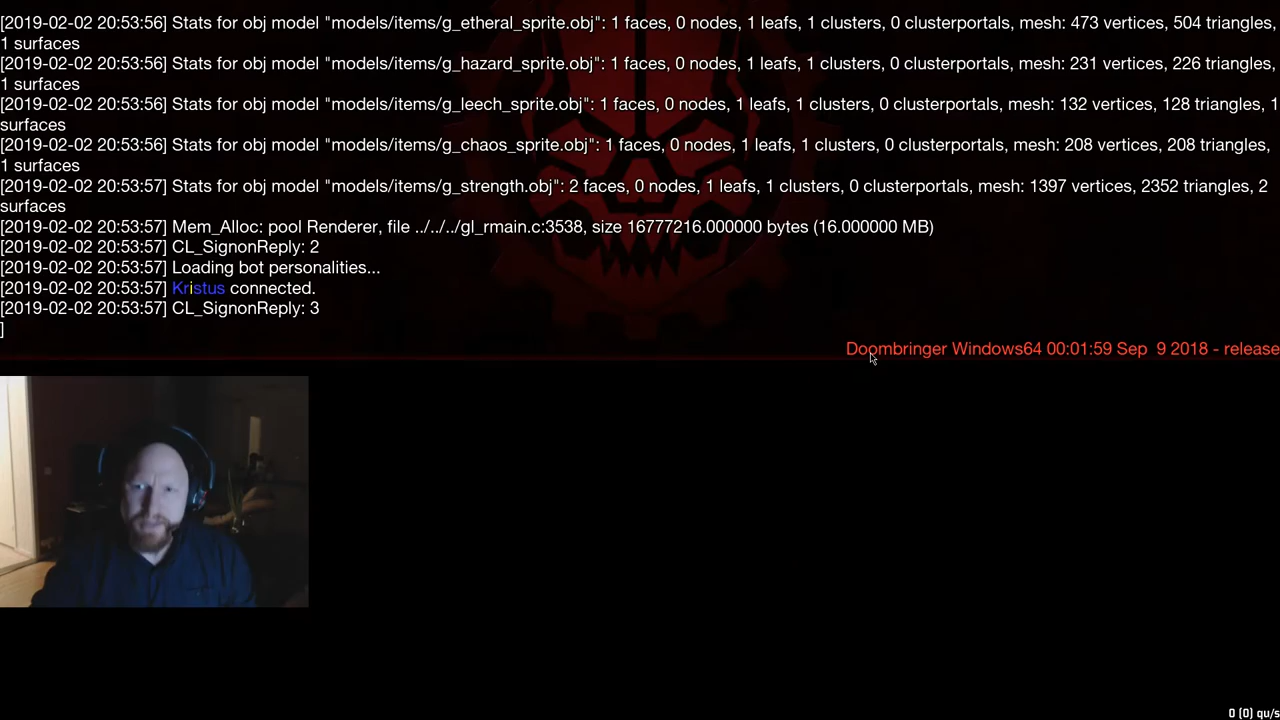 [2019-02-02 20:53:56] Stats for obj model "models/items/g_etheral_sprite.obj": 1 faces, 0 nodes, 1 leafs, 1 clusters, 0 clusterportals, mesh: 473 vertices, 504 triangles,
1 surfaces
[2019-02-02 20:53:56] Stats for obj model "models/items/g_hazard_sprite.obj": 1 faces, 0 nodes, 1 leafs, 1 clusters, 0 clusterportals, mesh: 231 vertices, 226 triangles,
1 surfaces
[2019-02-02 20:53:56] Stats for obj model "models/items/g_leech_sprite.obj": 1 faces, 0 nodes, 1 leafs, 1 clusters, 0 clusterportals, mesh: 132 vertices, 128 triangles, 1
surfaces
[2019-02-02 20:53:56] Stats for obj model "models/items/g_chaos_sprite.obj": 1 faces, 0 nodes, 1 leafs, 1 clusters, 0 clusterportals, mesh: 208 vertices, 208 triangles,
1 surfaces
[2019-02-02 20:53:57] Stats for obj model "models/items/g_strength.obj": 2 faces, 0 nodes, 1 leafs, 1 clusters, 0 clusterportals, mesh: 1397 vertices, 2352 triangles, 2
surfaces
[2019-02-02 20:53:57] Mem_Alloc: pool Renderer, file ../../../gl_rmain.c:3538, size 16777216.000000 bytes (16.000000 MB)
[2019-02-02 20:53:57] CL_SignonReply: 2
[2019-02-02 20:53:57] Loading bot personalities...
[2019-02-02 20:53:57] Kristus connected.
[2019-02-02 20:53:57] CL_SignonReply: 3
]
Doombringer Windows64 00:01:59 Sep  9 2018 - release
0 (0) qu/s